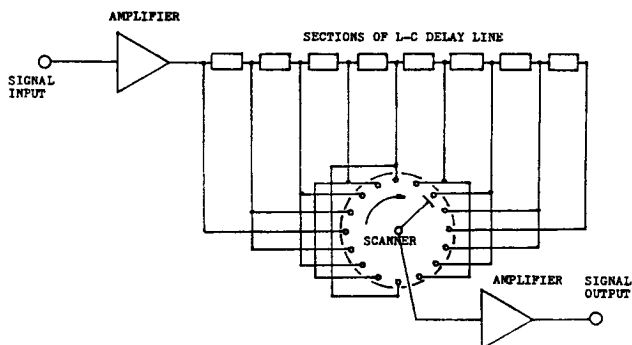 AMPLIFIER
SECTIONS OF L-C DELAY LINE
SIGNAL
INPUT
SCANNER
AMPLIFIER
SIGNAL
OUTPUT